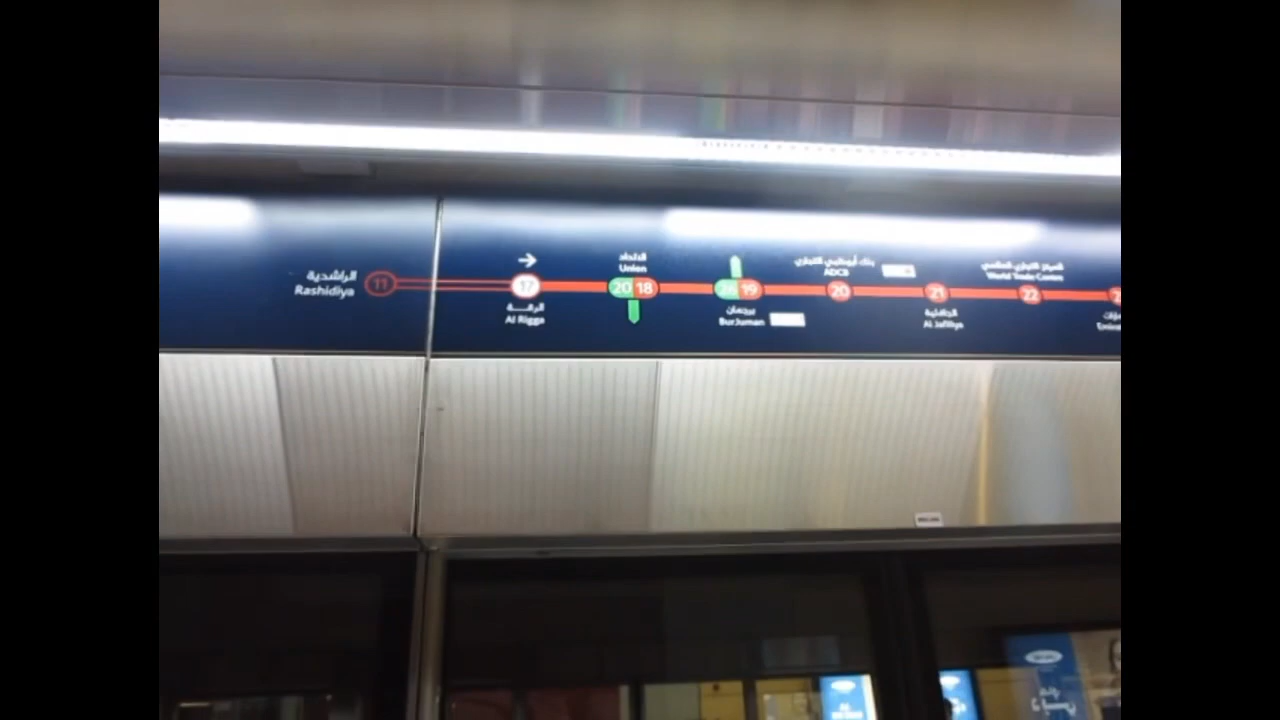 الراشدية
Rashidiya
11
17
الرقة
Al Rigga
الاتحاد
Union
20 18
26 19
برجمان
BurJuman
بنك أبوظبي التجاري
ADCB
20
21
الجافلية
Al Jafiliya
المركز التجاري العالمي
World Trade Centre
22